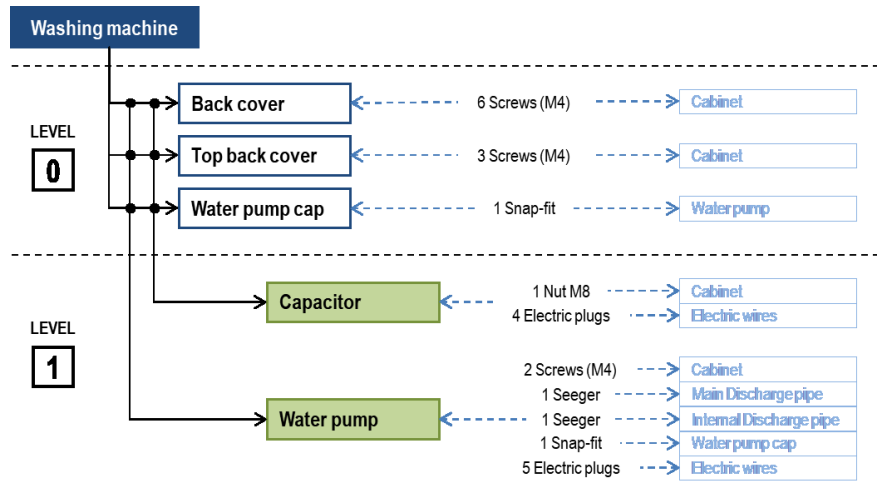 Washing machine
LEVEL
0
Back cover
6 Screws (M4)
Cabinet
Top back cover
3 Screws (M4)
Cabinet
Water pump cap
1 Snap-fit
Water pump
LEVEL
1
Capacitor
1 Nut M8
Cabinet
4 Electric plugs
Electric wires
Water pump
2 Screws (M4)
Cabinet
1 Seeger
Main Discharge pipe
1 Seeger
Internal Discharge pipe
1 Snap-fit
Water pump cap
5 Electric plugs
Electric wires